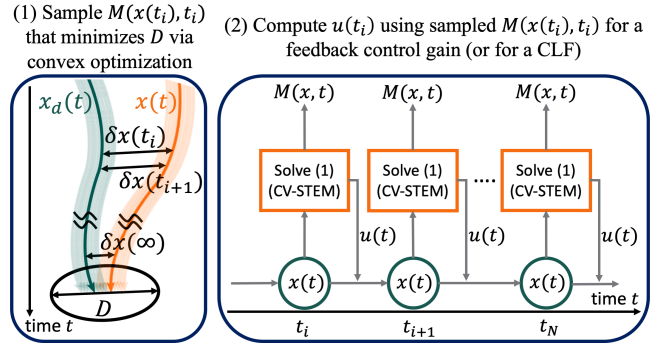 (1) Sample M(x(t_i), t_i)
that minimizes D via
convex optimization
x_d(t)
x(t)
δx(t_i)
δx(t_{i+1})
δx(∞)
D
time t
(2) Compute u(t_i) using sampled M(x(t_i), t_i) for a
feedback control gain (or for a CLF)
M(x, t) M(x, t) M(x, t)
Solve (1) Solve (1) .... Solve (1)
(CV-STEM) (CV-STEM) (CV-STEM)
u(t) u(t) u(t)
x(t) x(t) x(t)
time t
t_i t_{i+1} t_N